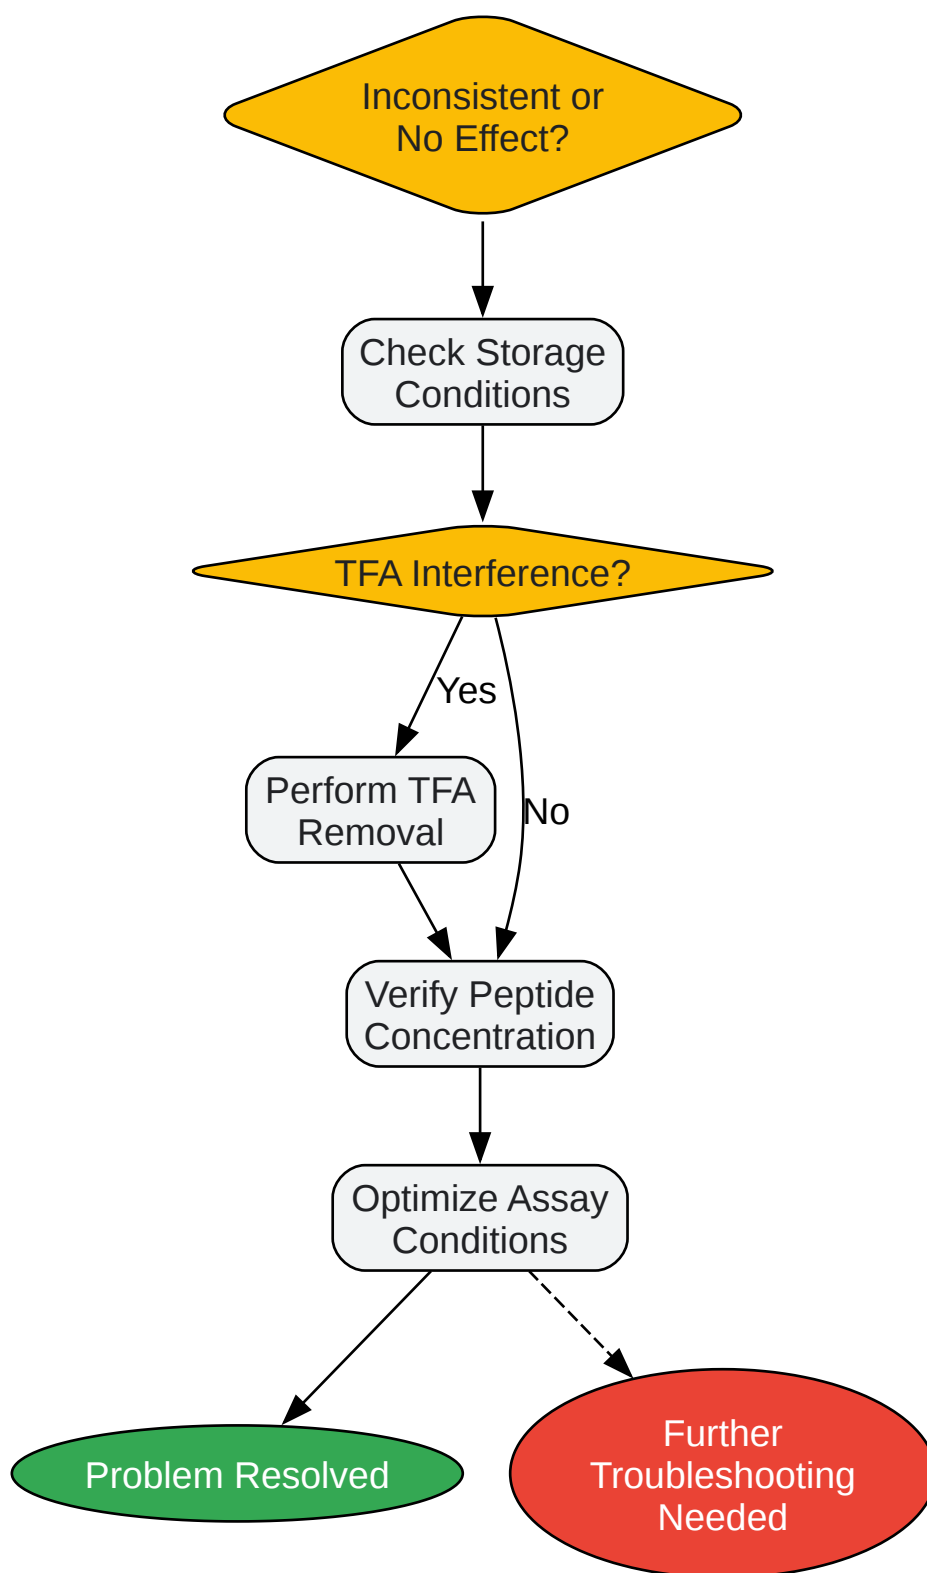 Inconsistent or
No Effect?
Check Storage
Conditions
TFA Interference?
Yes
Perform TFA
Removal
No
Verify Peptide
Concentration
Optimize Assay
Conditions
Problem Resolved
Further
Troubleshooting
Needed